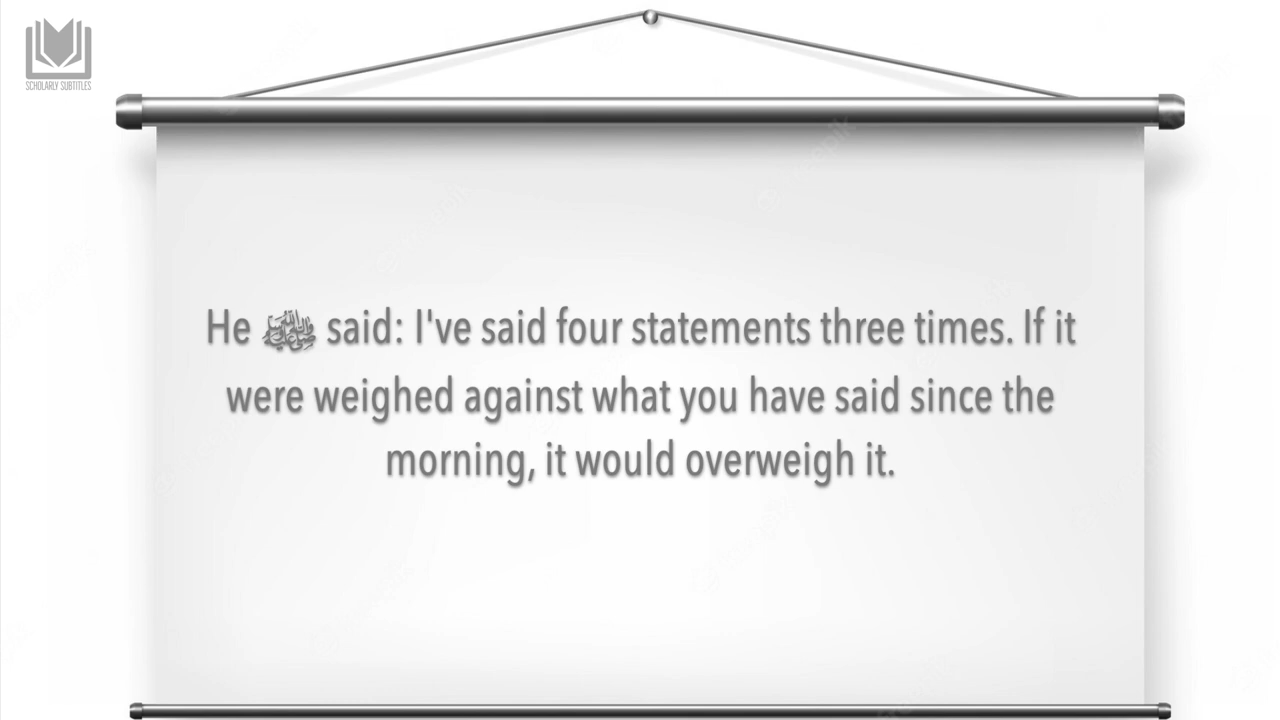 SCHOLARLY SUBTITLES
He ﷺ said: I've said four statements three times. If it
were weighed against what you have said since the
morning, it would overweigh it.